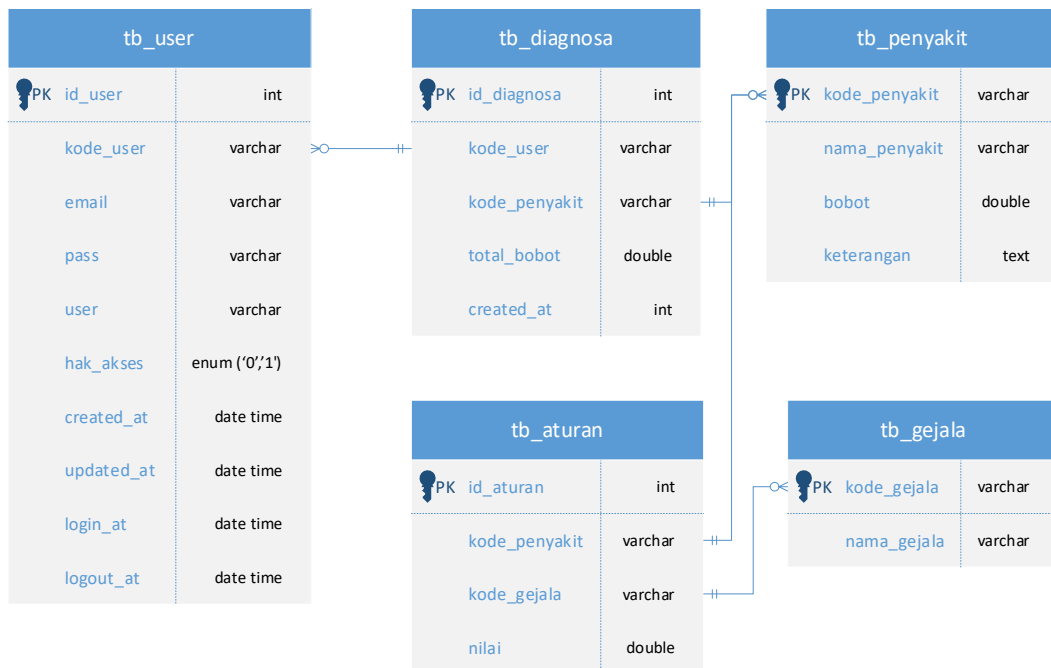 tb_user
PK id_user int
kode_user varchar
email varchar
pass varchar
user varchar
hak_akses enum (‘0’,’1')
created_at date time
updated_at date time
login_at date time
logout_at date time
tb_diagnosa
PK id_diagnosa int
kode_user varchar
kode_penyakit varchar
total_bobot double
created_at int
tb_penyakit
PK kode_penyakit varchar
nama_penyakit varchar
bobot double
keterangan text
tb_aturan
PK id_aturan int
kode_penyakit varchar
kode_gejala varchar
nilai double
tb_gejala
PK kode_gejala varchar
nama_gejala varchar